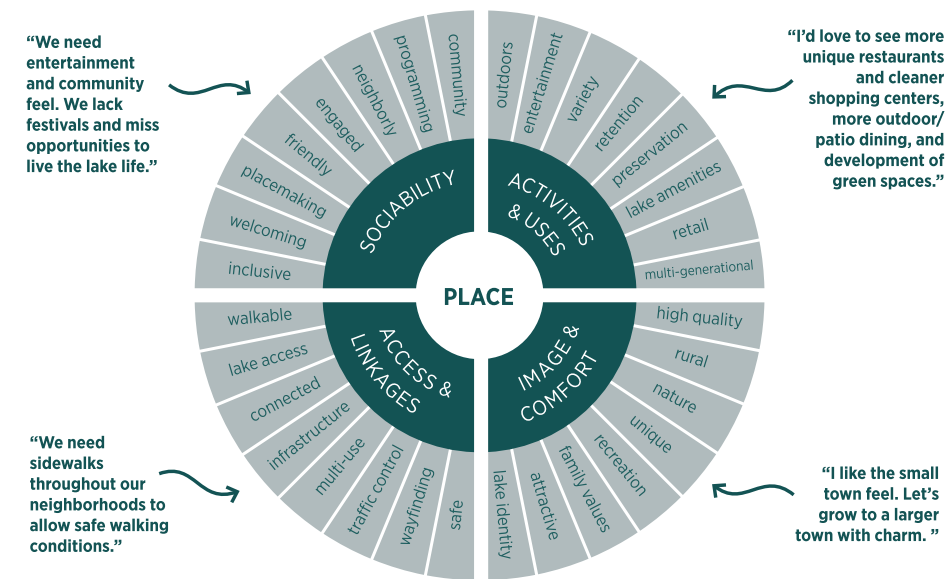 “We need
entertainment
and community
feel. We lack
festivals and miss
opportunities to
live the lake life.”
“I’d love to see more
unique restaurants
and cleaner
shopping centers,
more outdoor/
patio dining, and
development of
green spaces.”
SOCIABILITY
inclusive
welcoming
placemaking
friendly
engaged
neighborly
programming
community
ACTIVITIES
& USES
outdoors
entertainment
variety
retention
preservation
lake amenities
retail
multi-generational
PLACE
ACCESS &
LINKAGES
walkable
lake access
connected
infrastructure
multi-use
traffic control
wayfinding
safe
IMAGE &
COMFORT
high quality
rural
nature
unique
recreation
family values
attractive
lake identity
“We need
sidewalks
throughout our
neighborhoods to
allow safe walking
conditions.”
“I like the small
town feel. Let’s
grow to a larger
town with charm. ”